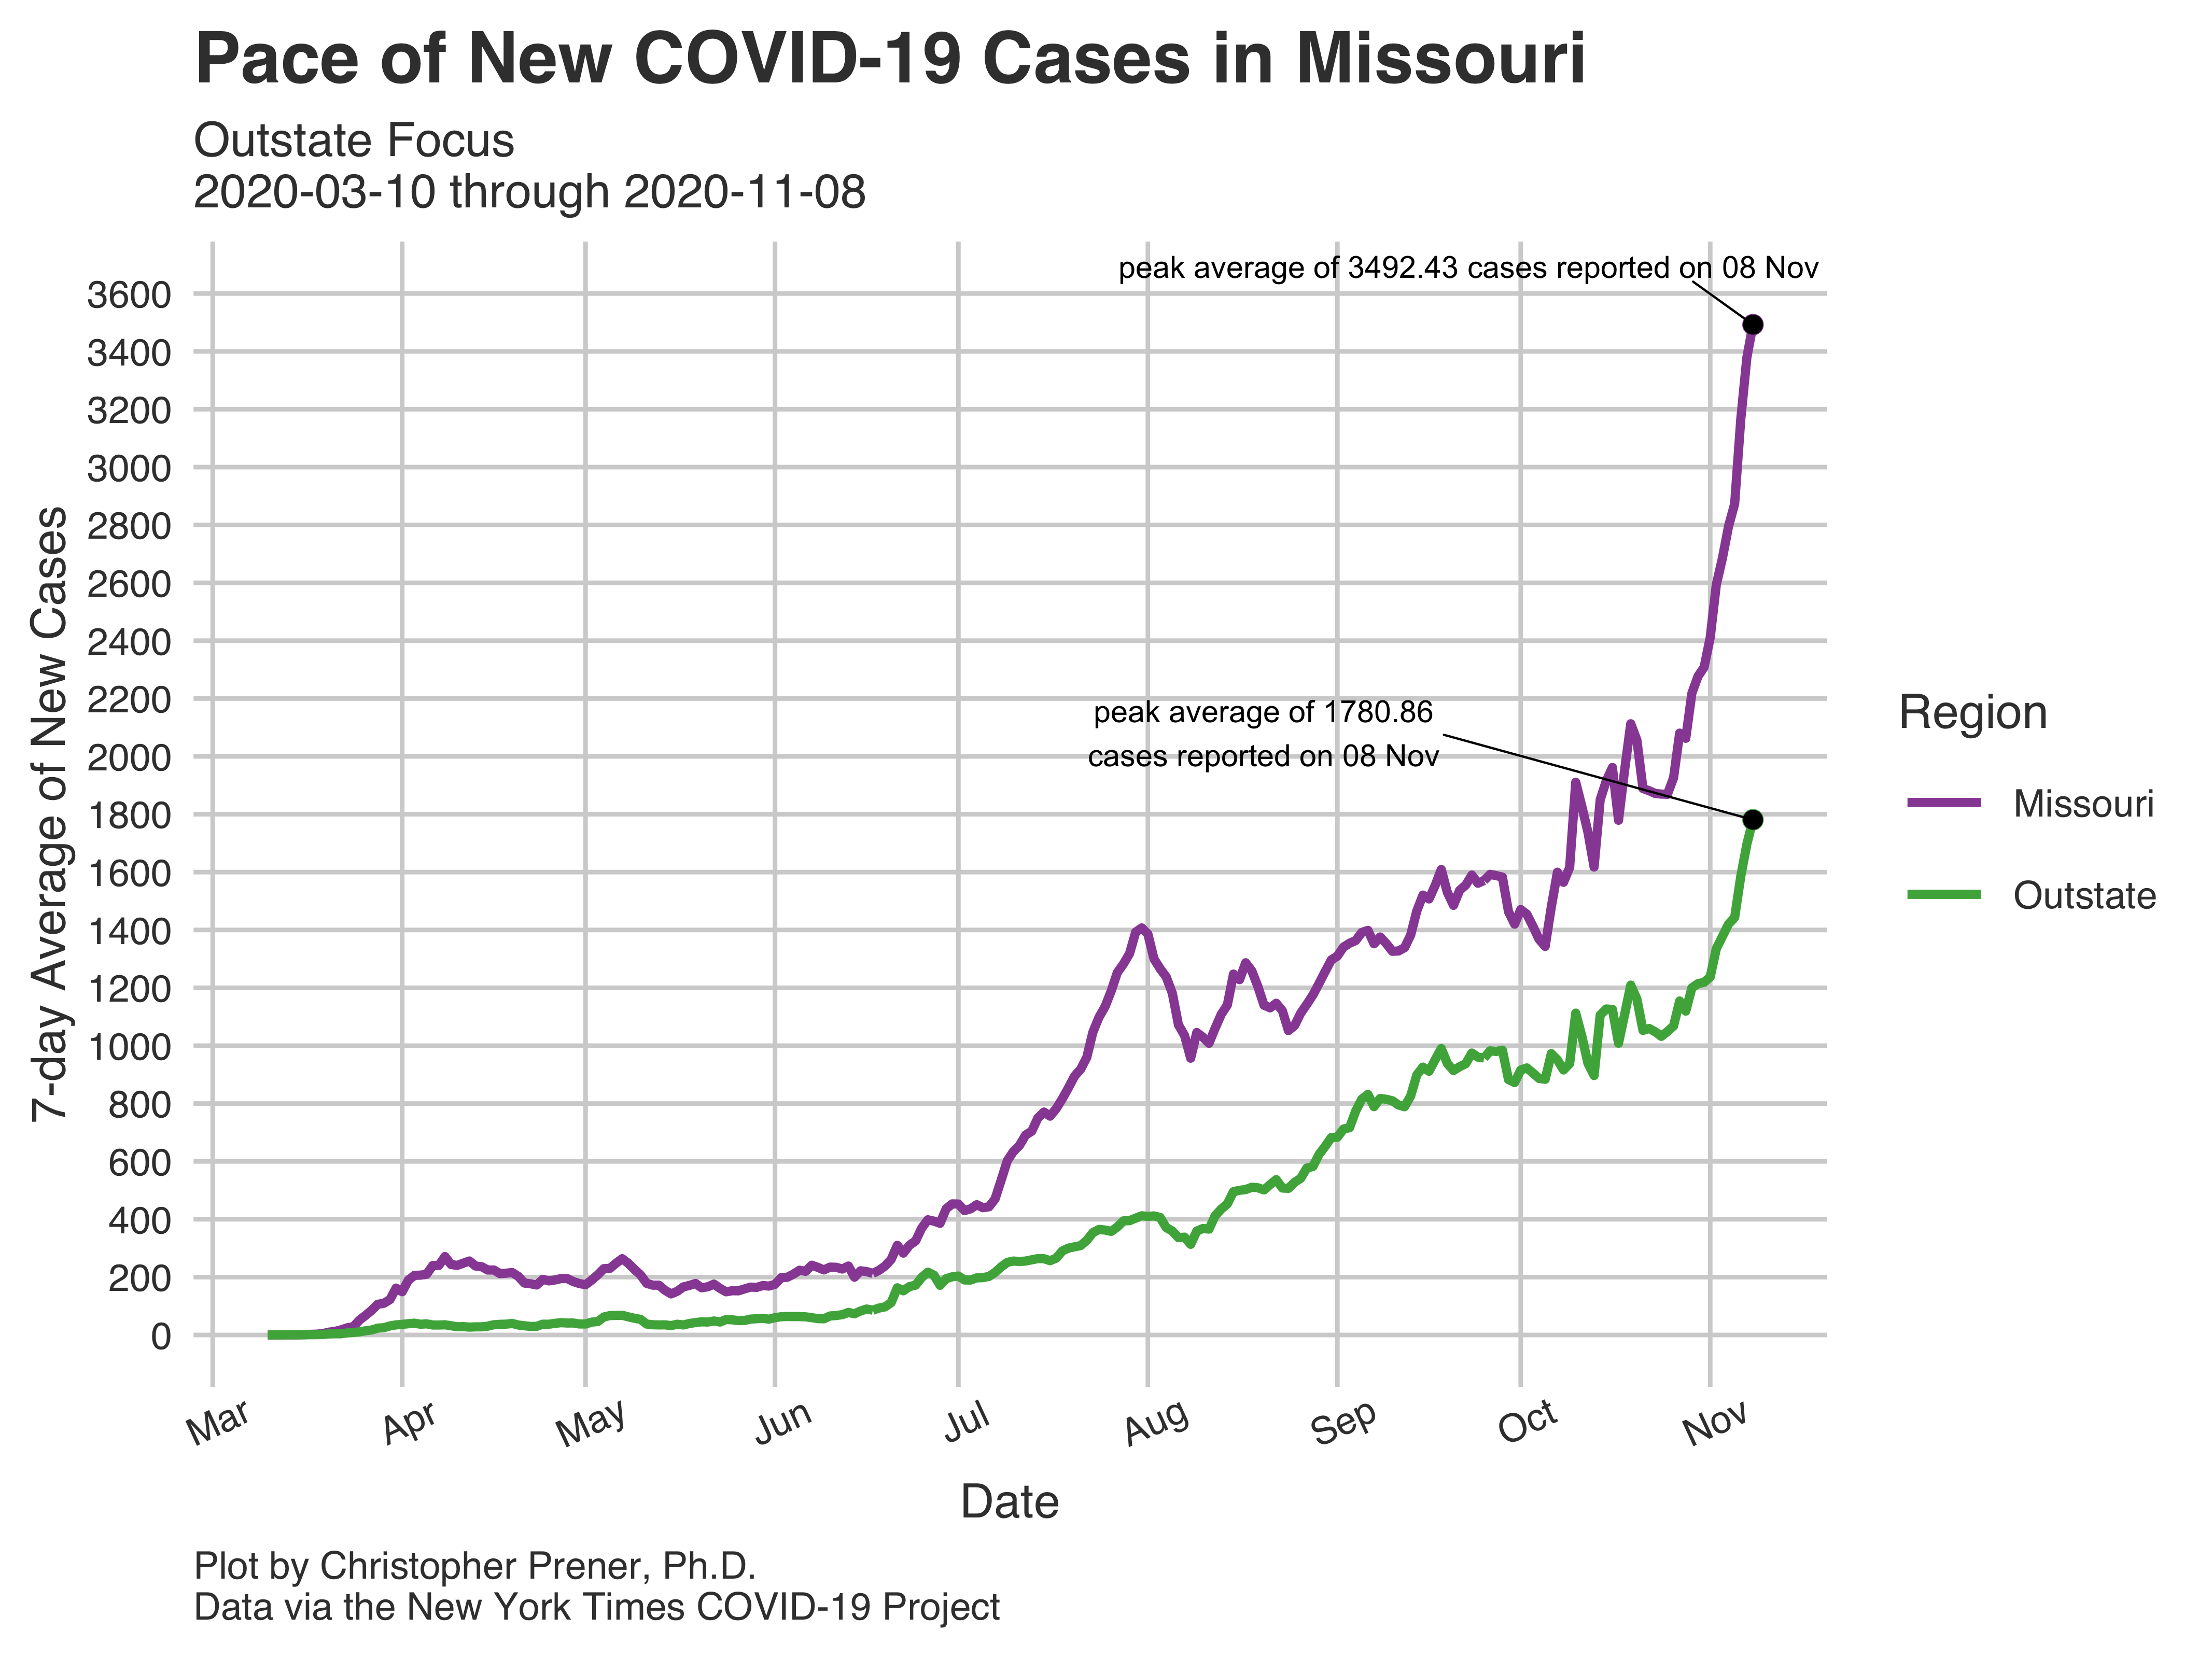 Pace of New COVID-19 Cases in Missouri
Outstate Focus
2020-03-10 through 2020-11-08
peak average of 3492.43 cases reported on 08 Nov
peak average of 1780.86
cases reported on 08 Nov
7-day Average of New Cases
3600
3400
3200
3000
2800
2600
2400
2200
2000
1800
1600
1400
1200
1000
800
600
400
200
0
Mar
Apr
May
Jun
Jul
Aug
Sep
Oct
Nov
Date
Region
Missouri
Outstate
Plot by Christopher Prener, Ph.D.
Data via the New York Times COVID-19 Project